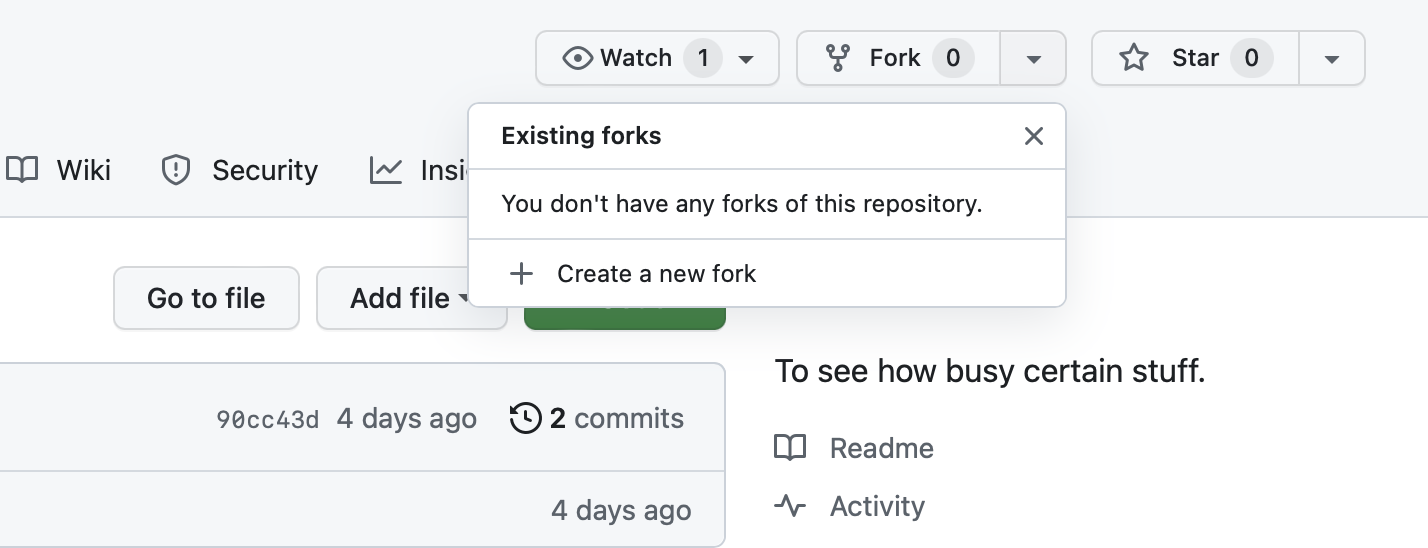 Watch 1 Fork 0 Star 0
Existing forks
Wiki Security Insi
You don't have any forks of this repository.
Create a new fork
Go to file Add file
To see how busy certain stuff.
90cc43d 4 days ago 2 commits
Readme
Activity
4 days ago